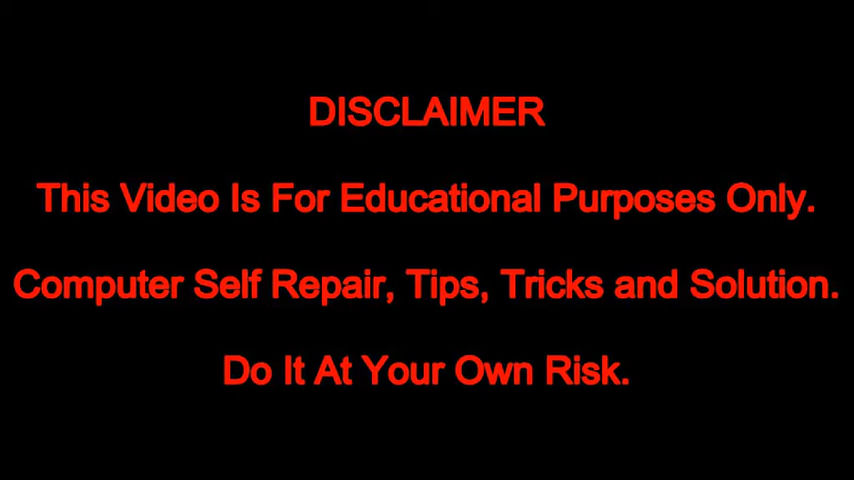 DISCLAIMER
This Video Is For Educational Purposes Only.
Computer Self Repair, Tips, Tricks and Solution.
Do It At Your Own Risk.